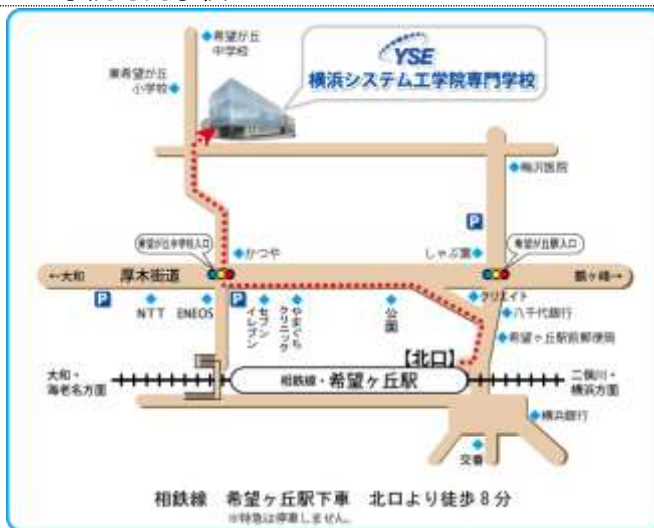 希望が丘
中学校
東希望が丘
小学校
YSE
横浜システム工学院専門学校
梅沢医院
P
希望が丘中学校入口
かつや
しゃぶ葉
希望が丘駅入口
←大和
厚木街道
鶴ヶ峰→
P
NTT
ENEOS
P
セブン
イレブン
やまぐち
クリニック
公園
クリエイト
八千代銀行
希望ヶ丘駅前郵便局
【北口】
大和・
海老名方面
相鉄線・希望ヶ丘駅
二俣川・
横浜方面
横浜銀行
交番
相鉄線 希望ヶ丘駅下車 北口より徒歩8分
※特急は停車しません。